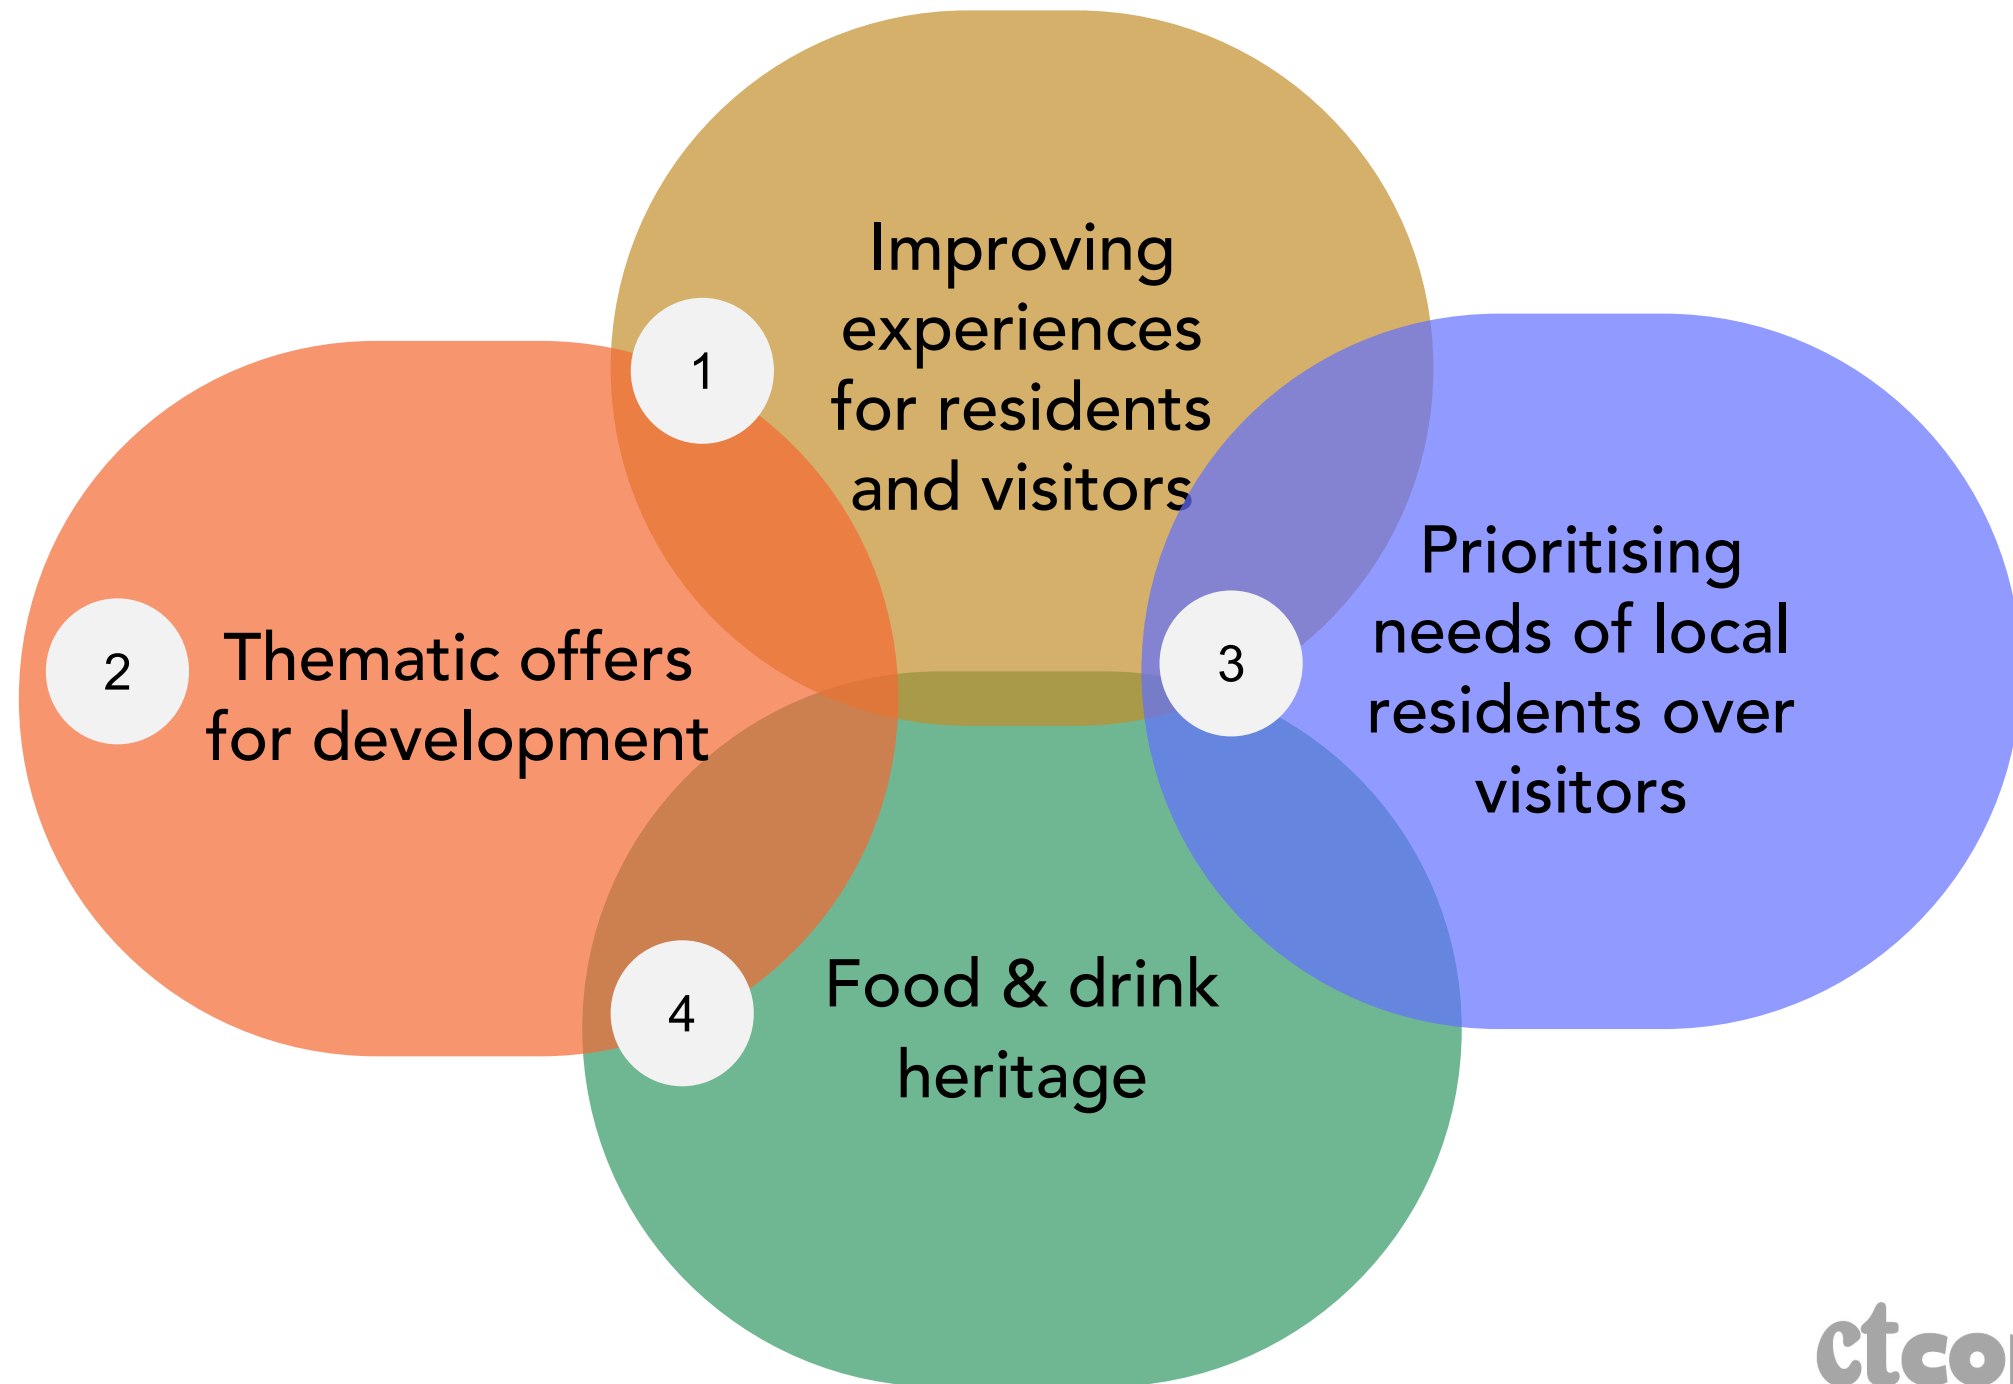 1
Improving
experiences
for residents
and visitors
2
Thematic offers
for development
3
Prioritising
needs of local
residents over
visitors
4
Food & drink
heritage